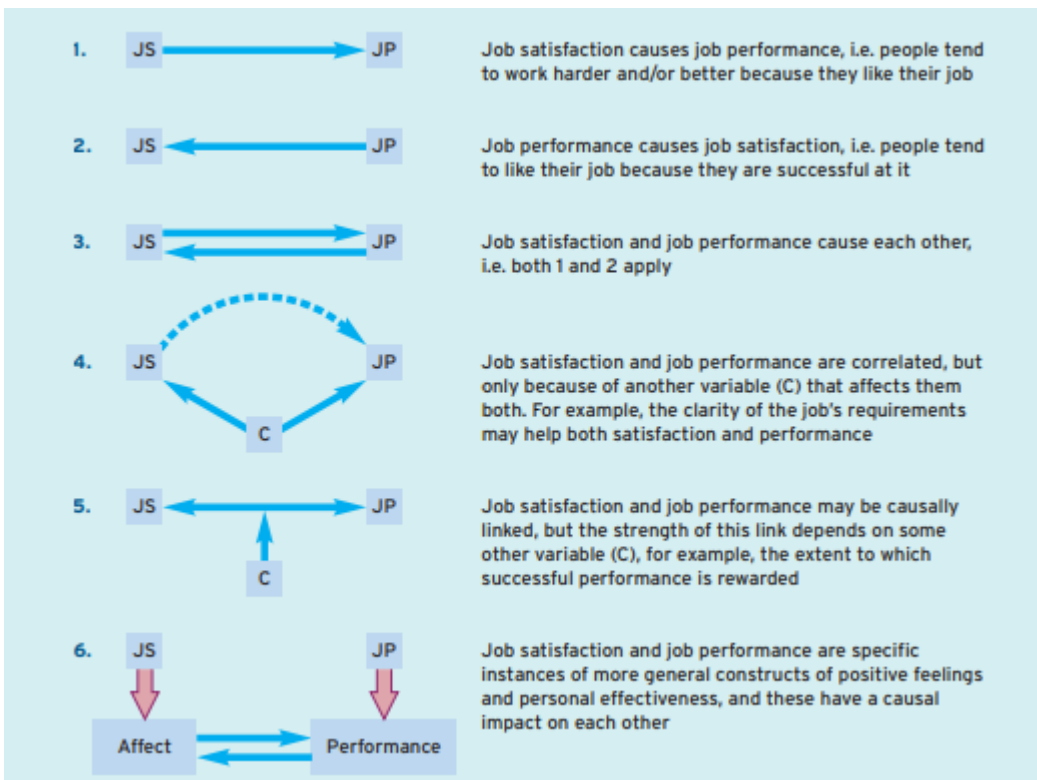 1. JS JP Job satisfaction causes job performance, i.e. people tend
to work harder and/or better because they like their job
2. JS JP Job performance causes job satisfaction, i.e. people tend
to like their job because they are successful at it
3. JS JP Job satisfaction and job performance cause each other,
i.e. both 1 and 2 apply
4. JS JP Job satisfaction and job performance are correlated, but
only because of another variable (C) that affects them
both. For example, the clarity of the job's requirements
C may help both satisfaction and performance
5. JS JP Job satisfaction and job performance may be causally
linked, but the strength of this link depends on some
other variable (C), for example, the extent to which
C successful performance is rewarded
6. JS JP Job satisfaction and job performance are specific
instances of more general constructs of positive feelings
and personal effectiveness, and these have a causal
impact on each other
Affect Performance